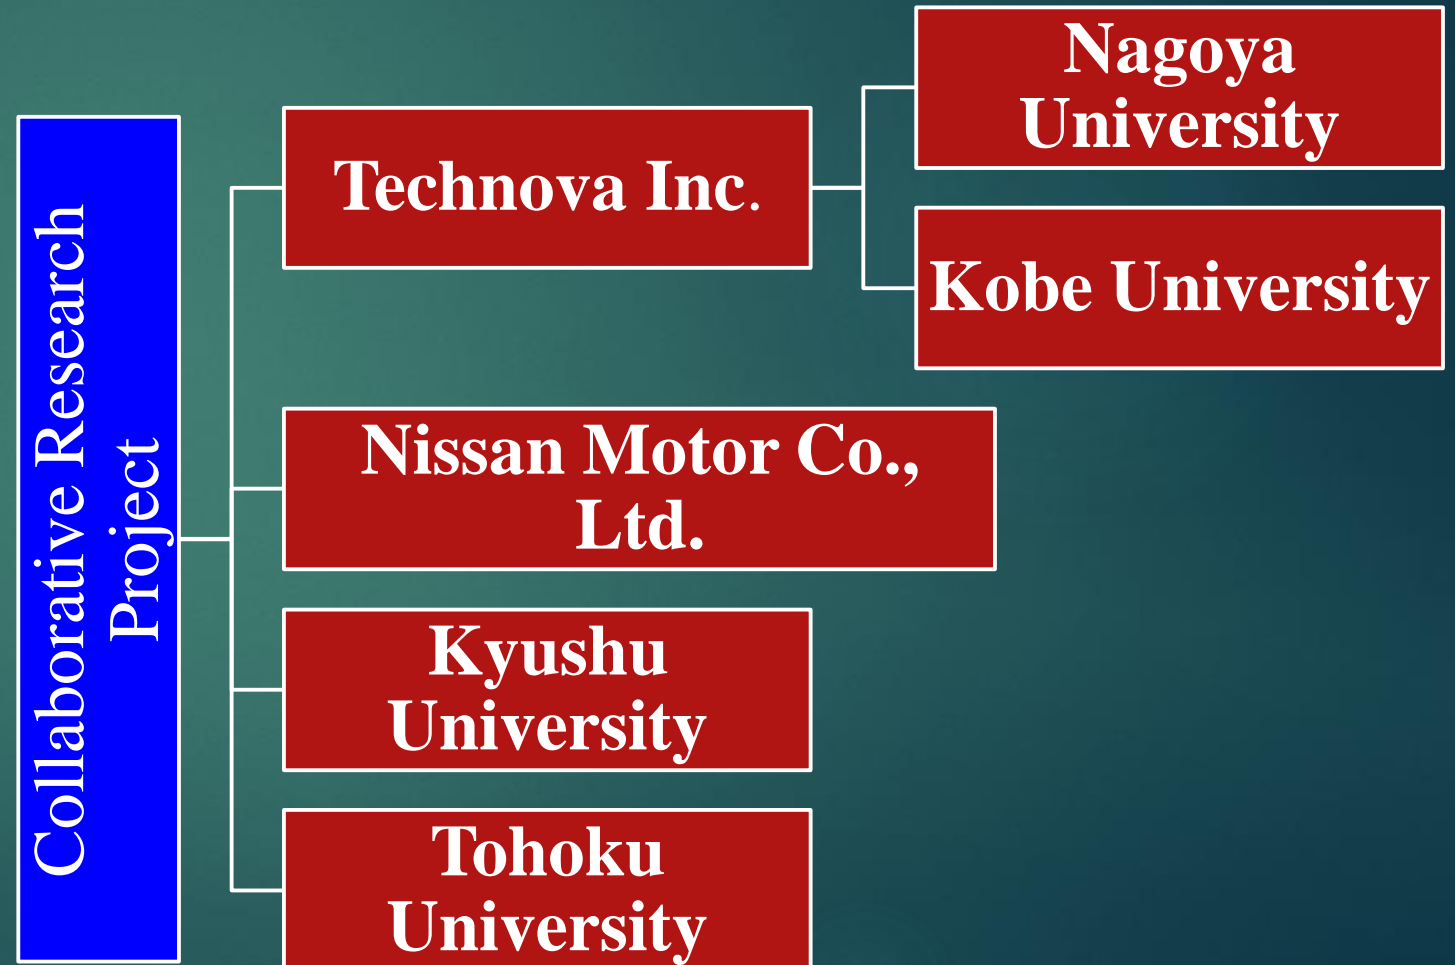 Collaborative Research
Project
Technova Inc.
Nagoya
University
Kobe University
Nissan Motor Co.,
Ltd.
Kyushu
University
Tohoku
University